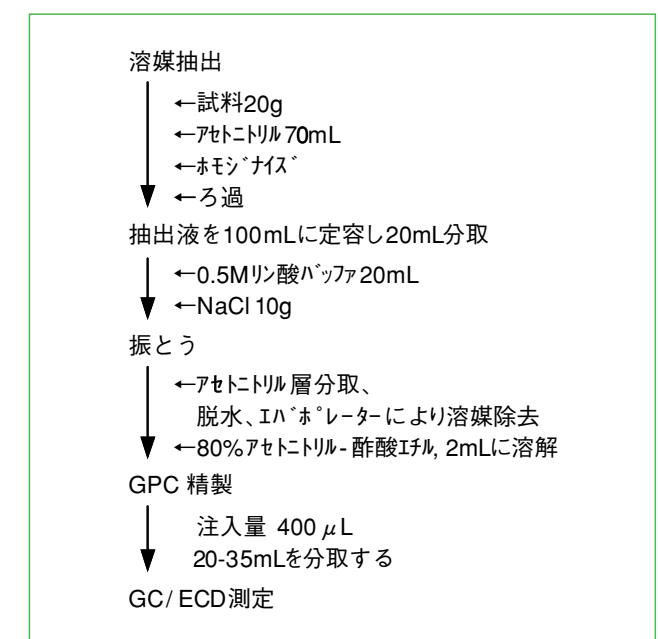 溶媒抽出
←試料20g
←ｱｾﾄﾆﾄﾘﾙ 70mL
←ﾎﾓｼﾞﾅｲｽﾞ
←ろ過
抽出液を100mLに定容し20mL分取
←0.5Mﾘﾝ酸ﾊﾞｯﾌｧ 20mL
←NaCl 10g
振とう
←ｱｾﾄﾆﾄﾘﾙ 層分取、
脱水、ｴﾊﾞﾎﾟﾚｰﾀｰにより溶媒除去
←80%ｱｾﾄﾆﾄﾘﾙ - 酢酸ｴﾁﾙ, 2mLに溶解
GPC 精製
注入量 400 μL
20-35mLを分取する
GC/ ECD測定